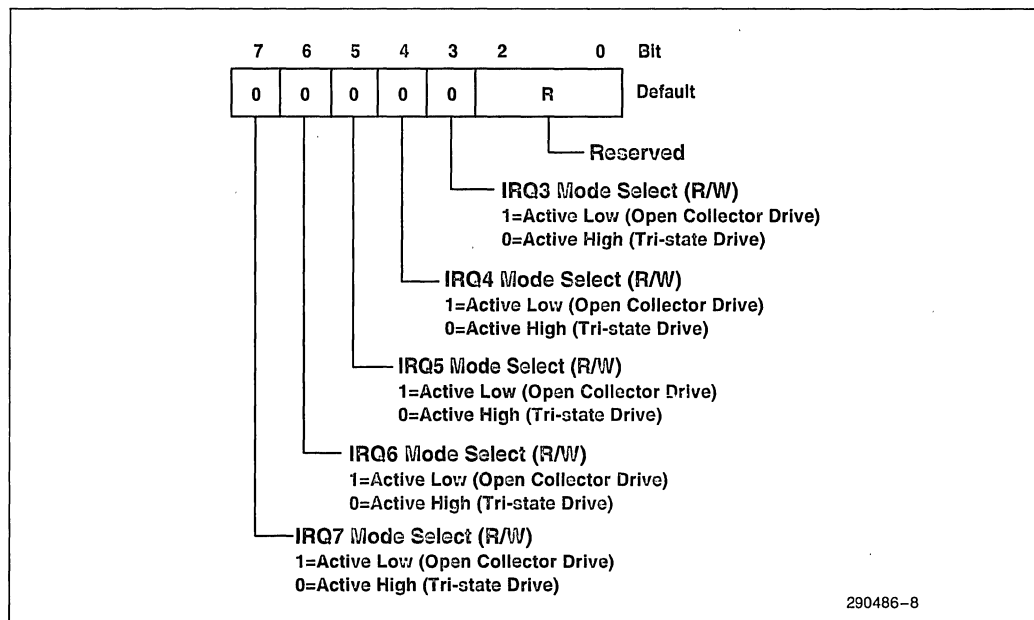 7 6 5 4 3 2 0 Bit
0 0 0 0 0 R Default
Reserved
IRQ3 Mode Select (R/W)
1=Active Low (Open Collector Drive)
0=Active High (Tri-state Drive)
IRQ4 Mode Select (R/W)
1=Active Low (Open Collector Drive)
0=Active High (Tri-state Drive)
IRQ5 Mode Select (R/W)
1=Active Low (Open Collector Drive)
0=Active High (Tri-state Drive)
IRQ6 Mode Select (R/W)
1=Active Low (Open Collector Drive)
0=Active High (Tri-state Drive)
IRQ7 Mode Select (R/W)
1=Active Low (Open Collector Drive)
0=Active High (Tri-state Drive)
290486–8